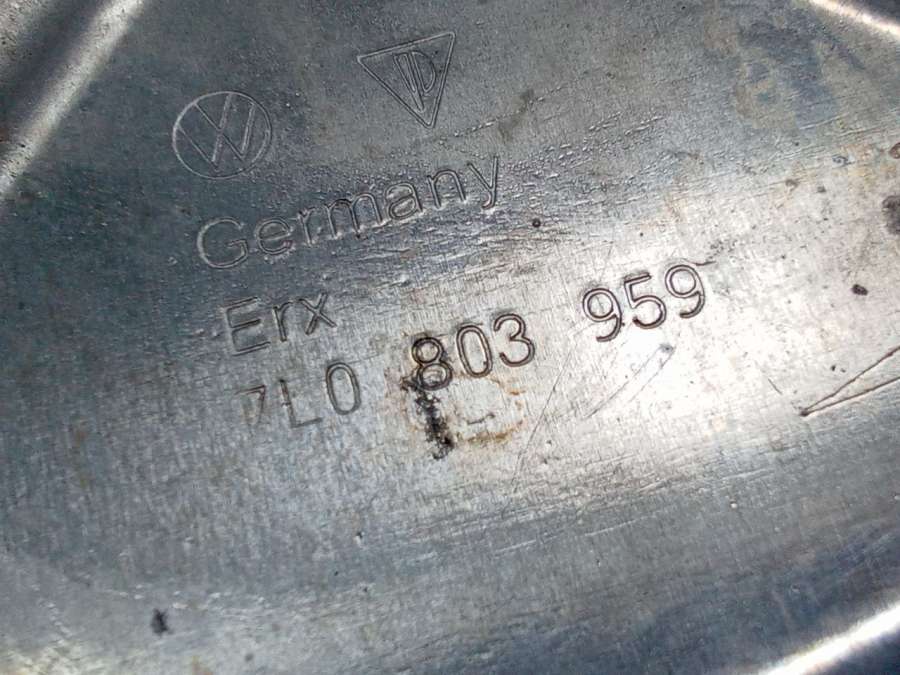 Germany
Erx
7L0 803 959